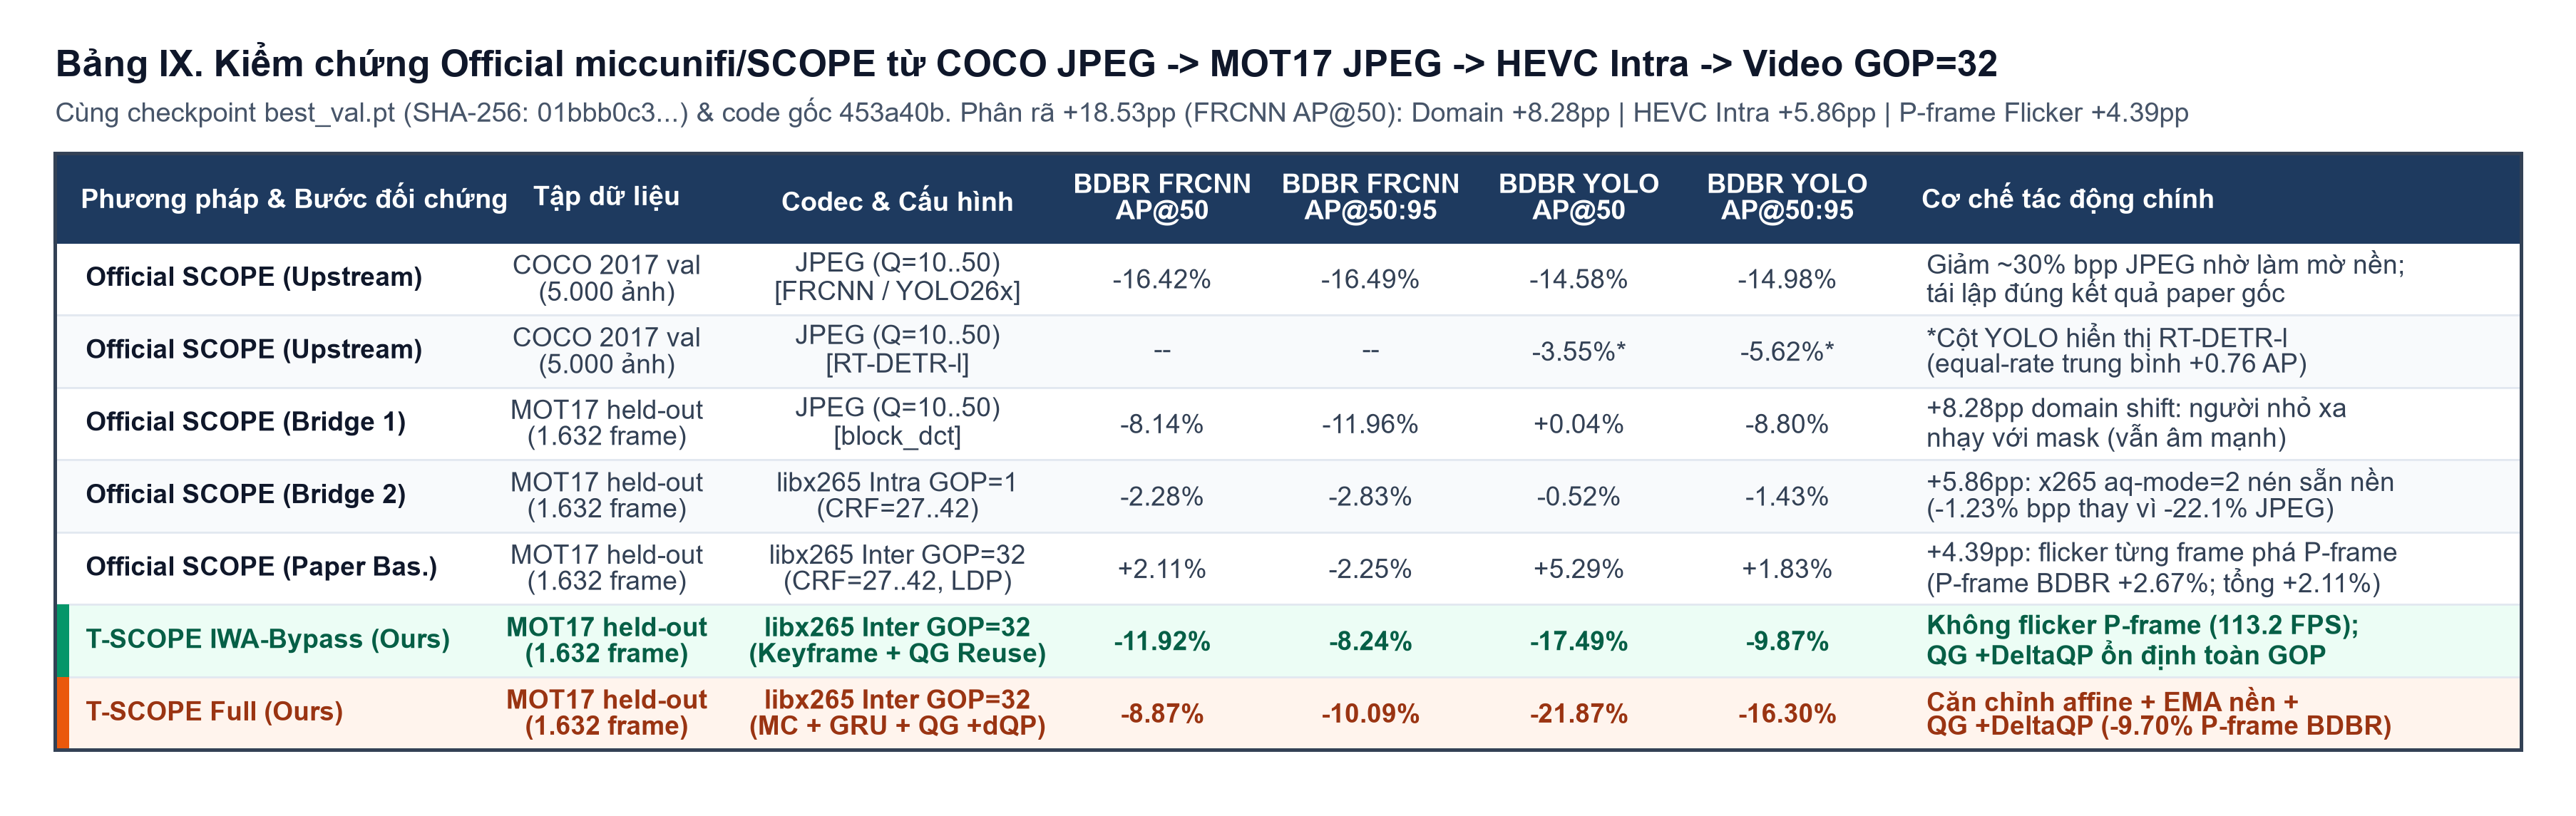 Bảng IX. Kiểm chứng Official miccunifi/SCOPE từ COCO JPEG -> MOT17 JPEG -> HEVC Intra -> Video GOP=32
Cùng checkpoint best_val.pt (SHA-256: 01bbb0c3...) & code gốc 453a40b. Phân rã +18.53pp (FRCNN AP@50): Domain +8.28pp | HEVC Intra +5.86pp | P-frame Flicker +4.39pp
Phương pháp & Bước đối chứng
Tập dữ liệu
Codec & Cấu hình
BDBR FRCNN
AP@50
BDBR FRCNN
AP@50:95
BDBR YOLO
AP@50
BDBR YOLO
AP@50:95
Cơ chế tác động chính
Official SCOPE (Upstream)
COCO 2017 val
(5.000 ảnh)
JPEG (Q=10..50)
[FRCNN / YOLO26x]
-16.42%
-16.49%
-14.58%
-14.98%
Giảm ~30% bpp JPEG nhờ làm mờ nền;
tái lập đúng kết quả paper gốc
Official SCOPE (Upstream)
COCO 2017 val
(5.000 ảnh)
JPEG (Q=10..50)
[RT-DETR-l]
--
--
-3.55%*
-5.62%*
*Cột YOLO hiển thị RT-DETR-l
(equal-rate trung bình +0.76 AP)
Official SCOPE (Bridge 1)
MOT17 held-out
(1.632 frame)
JPEG (Q=10..50)
[block_dct]
-8.14%
-11.96%
+0.04%
-8.80%
+8.28pp domain shift: người nhỏ xa
nhạy với mask (vẫn âm mạnh)
Official SCOPE (Bridge 2)
MOT17 held-out
(1.632 frame)
libx265 Intra GOP=1
(CRF=27..42)
-2.28%
-2.83%
-0.52%
-1.43%
+5.86pp: x265 aq-mode=2 nén sẵn nền
(-1.23% bpp thay vì -22.1% JPEG)
Official SCOPE (Paper Bas.)
MOT17 held-out
(1.632 frame)
libx265 Inter GOP=32
(CRF=27..42, LDP)
+2.11%
-2.25%
+5.29%
+1.83%
+4.39pp: flicker từng frame phá P-frame
(P-frame BDBR +2.67%; tổng +2.11%)
T-SCOPE IWA-Bypass (Ours)
MOT17 held-out
(1.632 frame)
libx265 Inter GOP=32
(Keyframe + QG Reuse)
-11.92%
-8.24%
-17.49%
-9.87%
Không flicker P-frame (113.2 FPS);
QG +DeltaQP ổn định toàn GOP
T-SCOPE Full (Ours)
MOT17 held-out
(1.632 frame)
libx265 Inter GOP=32
(MC + GRU + QG +dQP)
-8.87%
-10.09%
-21.87%
-16.30%
Căn chỉnh affine + EMA nền +
QG +DeltaQP (-9.70% P-frame BDBR)